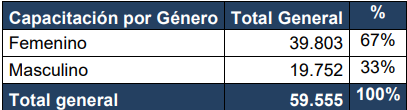 Capacitación por Género Total General %
Femenino 39.803 67%
Masculino 19.752 33%
Total general 59.555 100%